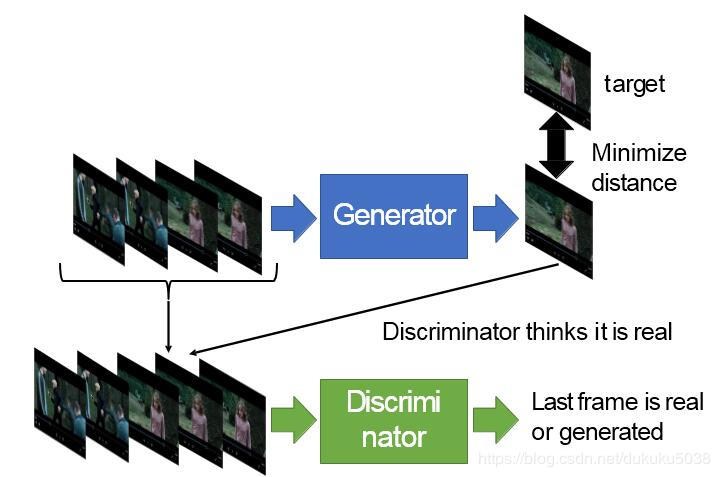 target
Minimize
distance
Generator
Discriminator thinks it is real
Discrimi
nator
Last frame is real
or generated
https://blog.csdn.net/dukuku5038